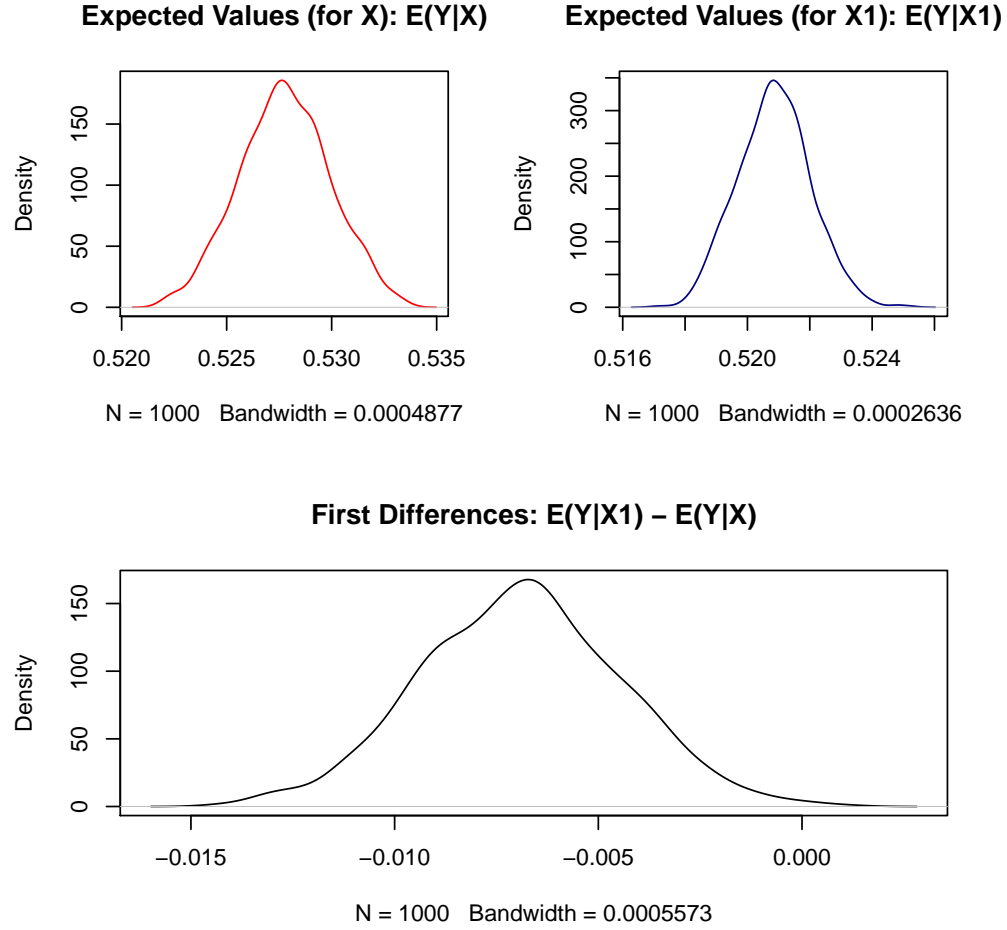 Expected Values (for X): E(Y|X)
Density
0
50
100
150
0.520 0.525 0.530 0.535
N = 1000 Bandwidth = 0.0004877
Expected Values (for X1): E(Y|X1)
Density
0
100
200
300
0.516 0.520 0.524
N = 1000 Bandwidth = 0.0002636
First Differences: E(Y|X1) − E(Y|X)
Density
0
50
100
150
−0.015 −0.010 −0.005 0.000
N = 1000 Bandwidth = 0.0005573